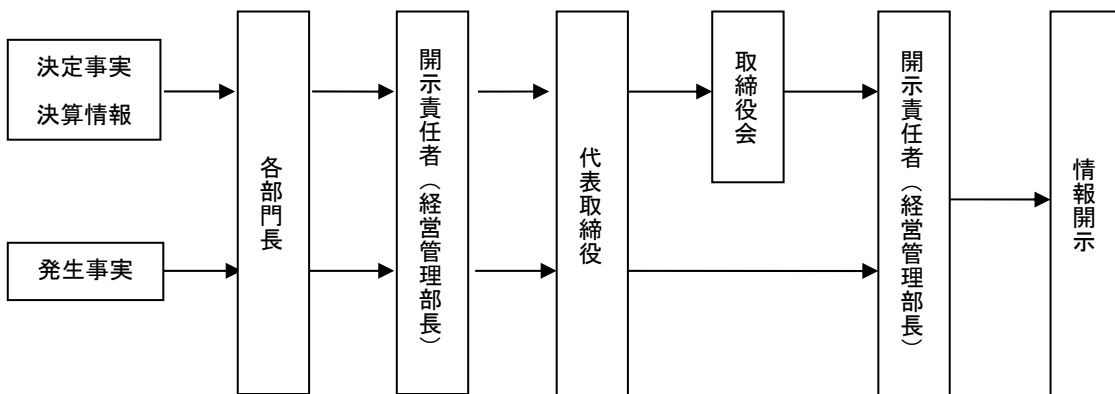 決定事実
決算情報
発生事実
各部門長
開示責任者（経営管理部長）
代表取締役
取締役会
開示責任者（経営管理部長）
情報開示